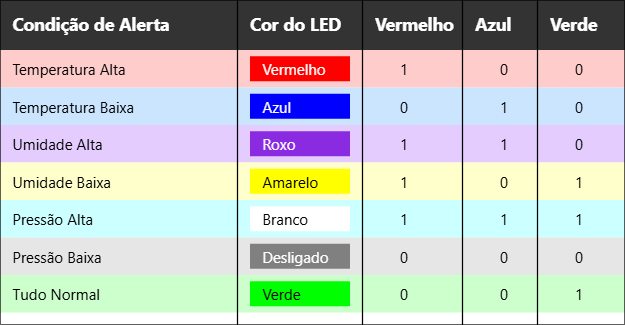 Condição de Alerta Cor do LED Vermelho Azul Verde
Temperatura Alta Vermelho 1 0 0
Temperatura Baixa Azul 0 1 0
Umidade Alta Roxo 1 1 0
Umidade Baixa Amarelo 1 0 1
Pressão Alta Branco 1 1 1
Pressão Baixa Desligado 0 0 0
Tudo Normal Verde 0 0 1